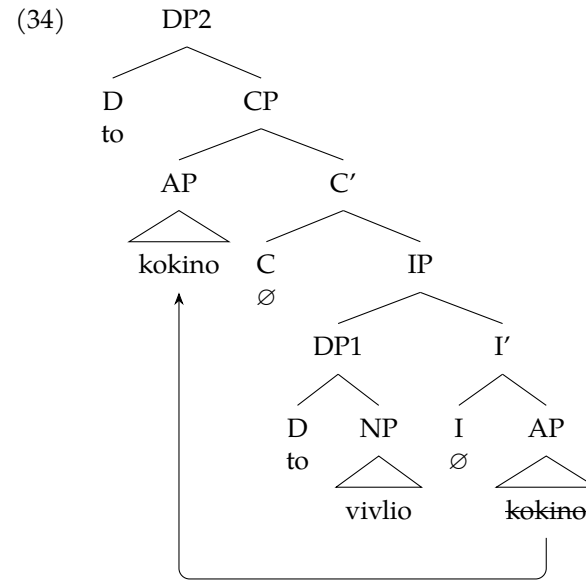 (34) DP2
D CP
to
AP C’
kokino C IP
∅
DP1 I’
D NP I AP
to ∅
vivlio kokino